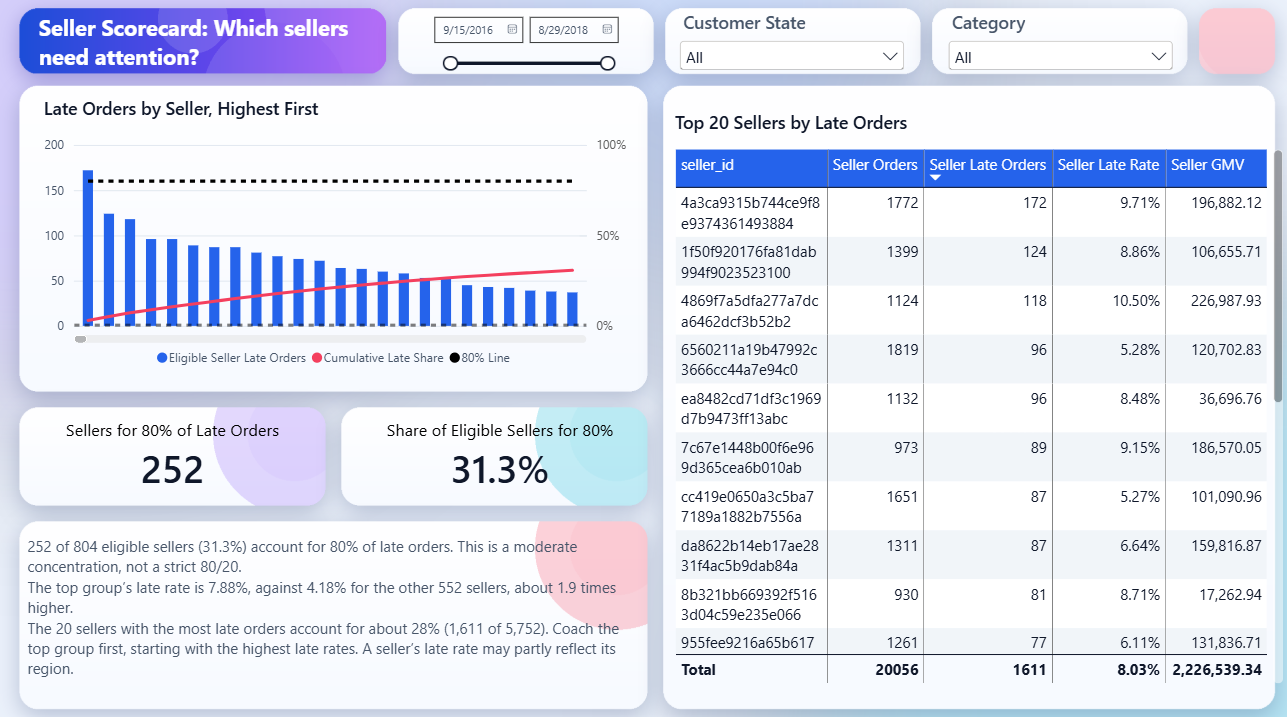 Seller Scorecard: Which sellers
need attention?
9/15/2016
8/29/2018
Customer State
All
Category
All
Late Orders by Seller, Highest First
200
150
100
50
0
100%
50%
0%
Eligible Seller Late Orders
Cumulative Late Share
80% Line
Sellers for 80% of Late Orders
252
Share of Eligible Sellers for 80%
31.3%
252 of 804 eligible sellers (31.3%) account for 80% of late orders. This is a moderate
concentration, not a strict 80/20.
The top group's late rate is 7.88%, against 4.18% for the other 552 sellers, about 1.9 times
higher.
The 20 sellers with the most late orders account for about 28% (1,611 of 5,752). Coach the
top group first, starting with the highest late rates. A seller's late rate may partly reflect its
region.
Top 20 Sellers by Late Orders
seller_id Seller Orders Seller Late Orders Seller Late Rate Seller GMV
4a3ca9315b744ce9f8 1772 172 9.71% 196,882.12
e9374361493884
1f50f920176fa81dab 1399 124 8.86% 106,655.71
994f9023523100
4869f7a5dfa277a7dc 1124 118 10.50% 226,987.93
a6462dcf3b52b2
6560211a19b47992c 1819 96 5.28% 120,702.83
3666cc44a7e94c0
ea8482cd71df3c1969 1132 96 8.48% 36,696.76
d7b9473ff13abc
7c67e1448b00f6e96 973 89 9.15% 186,570.05
9d365cea6b010ab
cc419e0650a3c5ba7 1651 87 5.27% 101,090.96
7189a1882b7556a
da8622b14eb17ae28 1311 87 6.64% 159,816.87
31f4ac5b9dab84a
8b321bb669392f516 930 81 8.71% 17,262.94
3d04c59e235e066
955fee9216a65b617 1261 77 6.11% 131,836.71
Total 20056 1611 8.03% 2,226,539.34